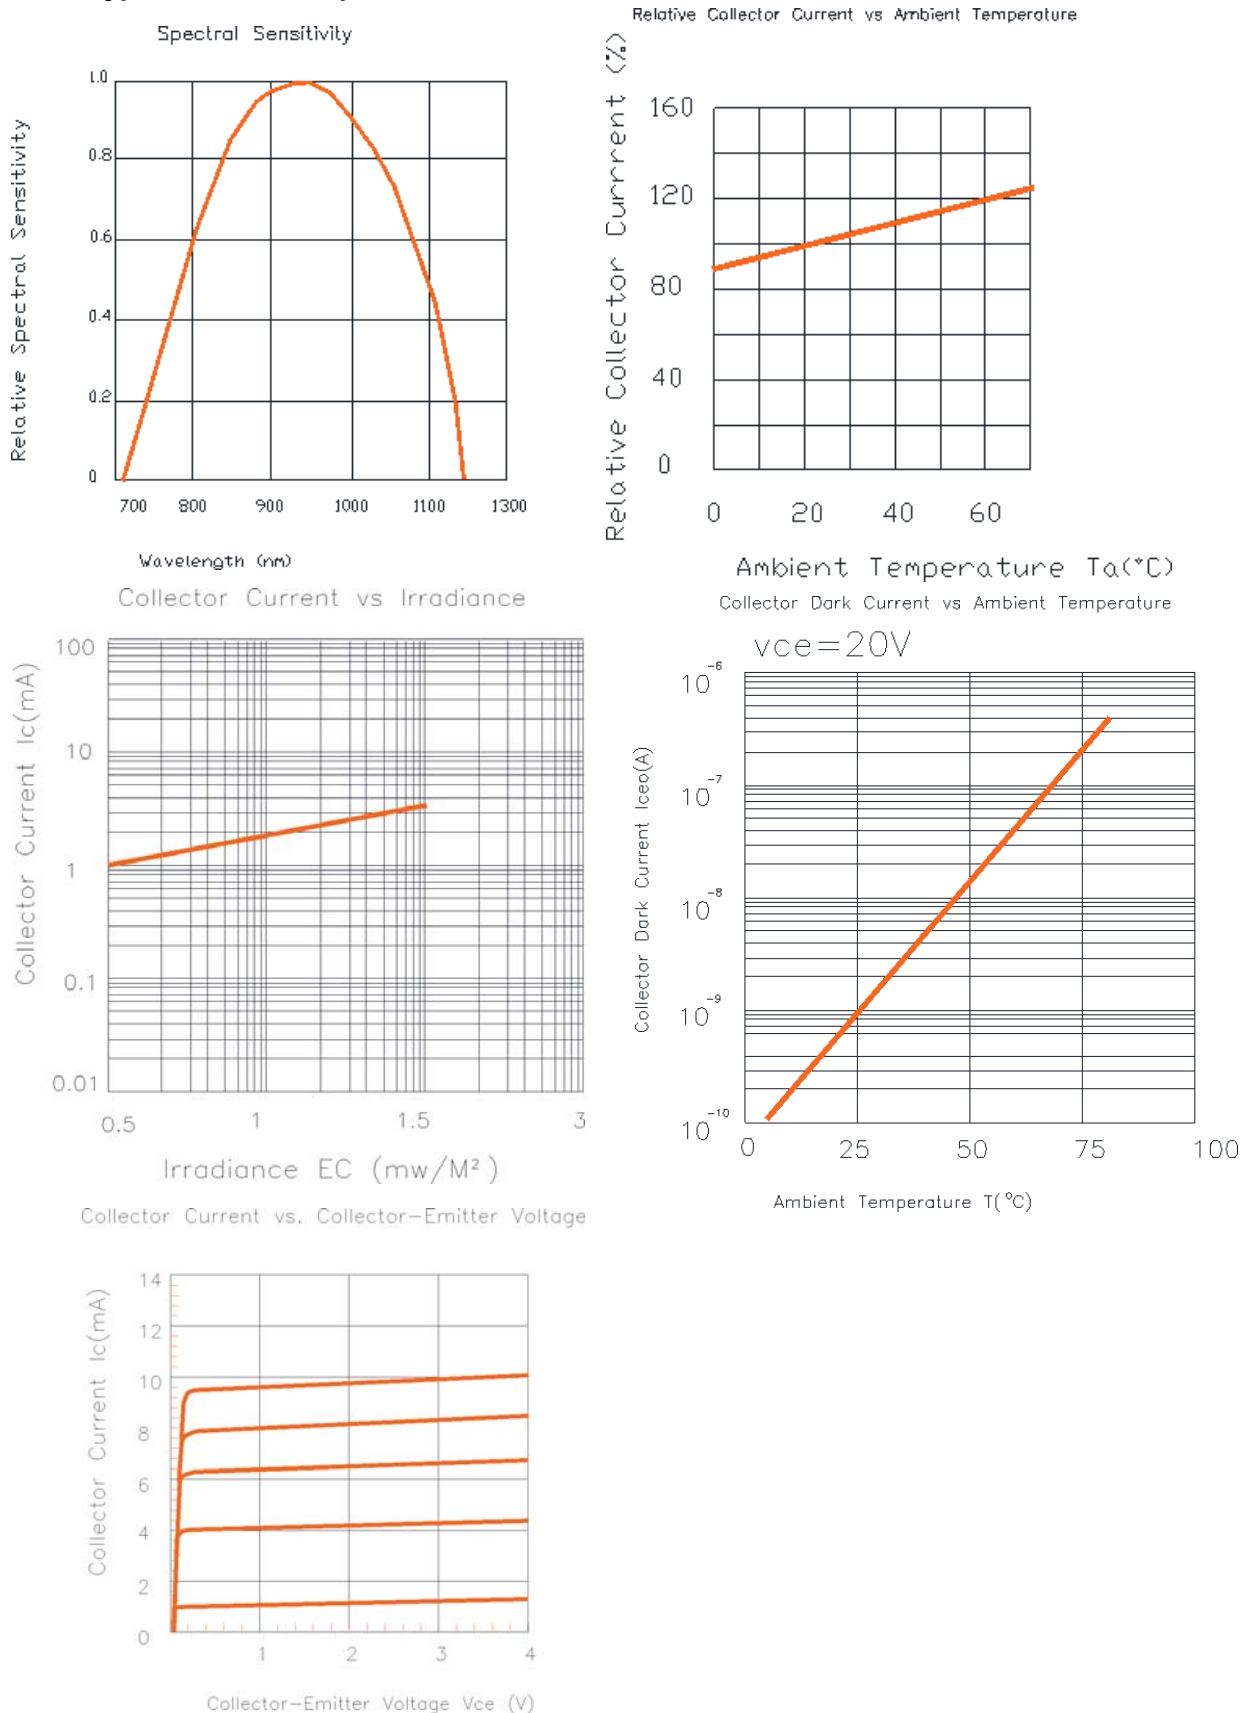 Spectral Sensitivity
Relative Spectral Sensitivity
1.0
0.8
0.6
0.4
0.2
0
700 800 900 1000 1100 1300
Wavelength (nm)
Relative Collector Current vs Ambient Temperature
Relative Collector Currrent (%)
160
120
80
40
0
0 20 40 60
Ambient Temperature Ta(°C)
Collector Current vs Irradiance
Collector Current Ic(mA)
100
10
1
0.1
0.01
0.5 1 1.5 3
Irradiance EC (mw/M²)
Collector Dark Current vs Ambient Temperature
vce=20V
Collector Dark Current Iceo(A)
10⁻⁶
10⁻⁷
10⁻⁸
10⁻⁹
10⁻¹⁰
0 25 50 75 100
Ambient Temperature T(°C)
Collector Current vs. Collector-Emitter Voltage
Collector Current Ic(mA)
14
12
10
8
6
4
2
0
1 2 3 4
Collector-Emitter Voltage Vce (V)